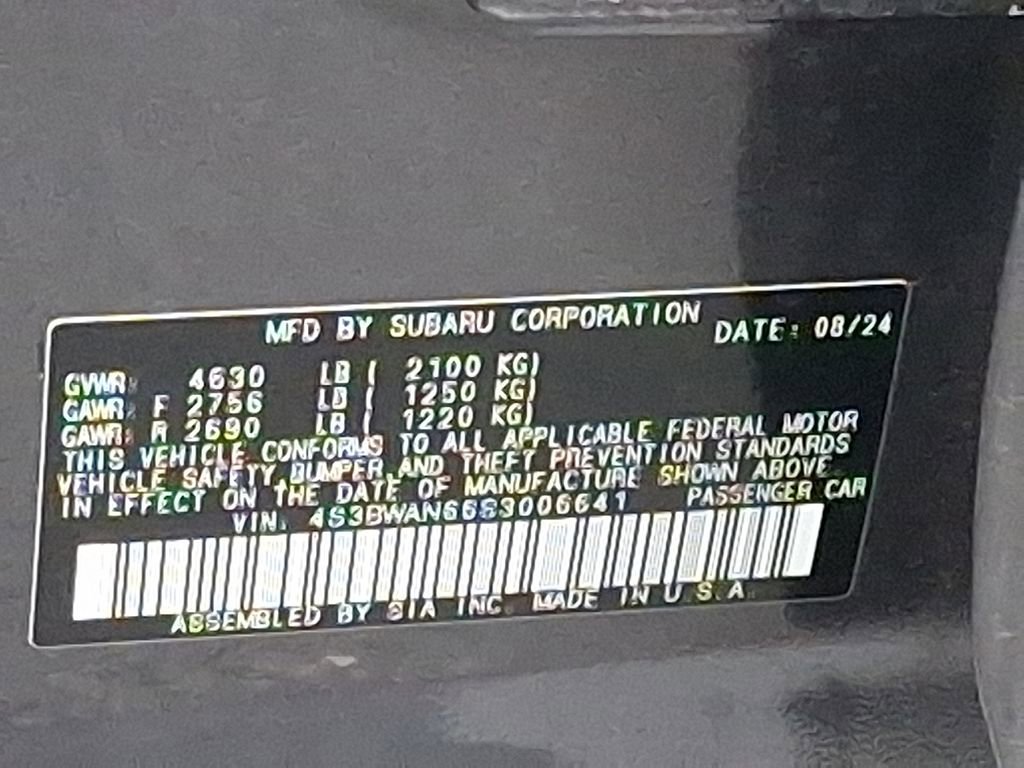 MFD BY SUBARU CORPORATION DATE: 08/24
GVWR: 4630 LB ( 2100 KG)
GAWR: F 2756 LB ( 1250 KG)
GAWR: R 2690 LB ( 1220 KG)
THIS VEHICLE CONFORMS TO ALL APPLICABLE FEDERAL MOTOR
VEHICLE SAFETY, BUMPER, AND THEFT PREVENTION STANDARDS
IN EFFECT ON THE DATE OF MANUFACTURE SHOWN ABOVE.
VIN: 4S3BWAN66S3006641 PASSENGER CAR
ASSEMBLED BY SIA INC. MADE IN U.S.A.